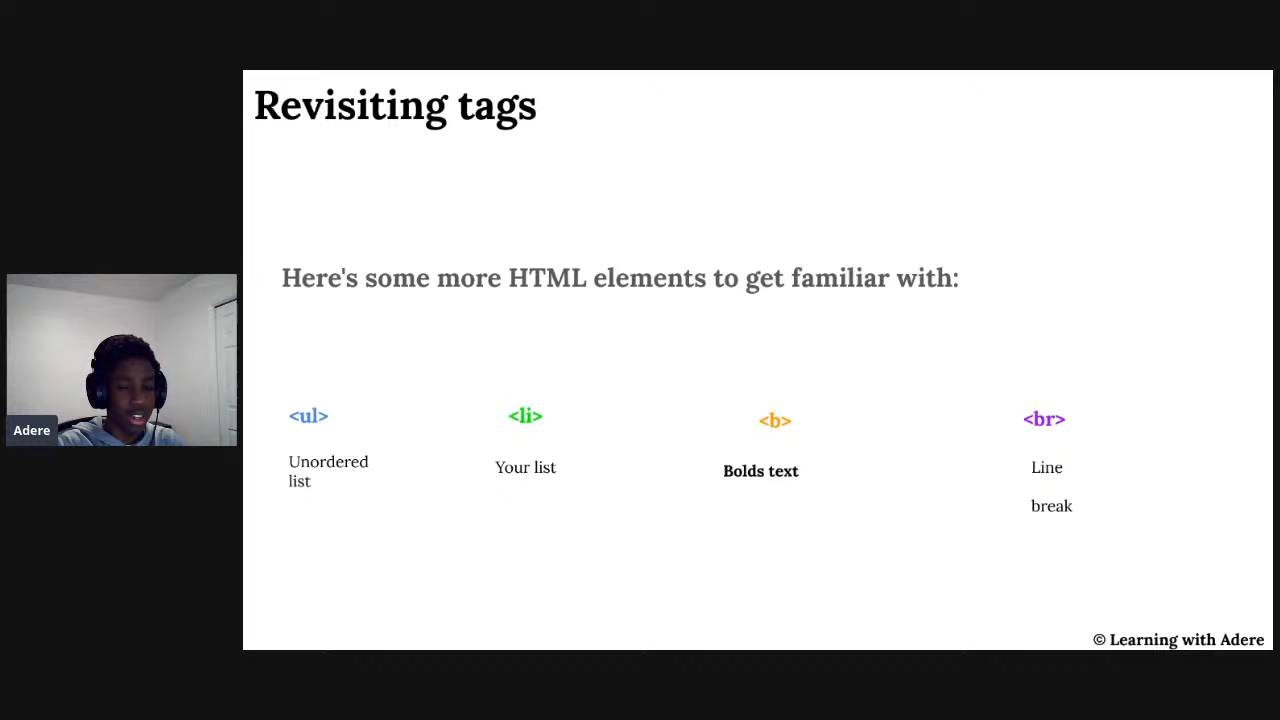 Revisiting tags
Here's some more HTML elements to get familiar with:
<ul>
<li>
<b>
<br>
Unordered
list
Your list
Bolds text
Line
break
Adere
© Learning with Adere